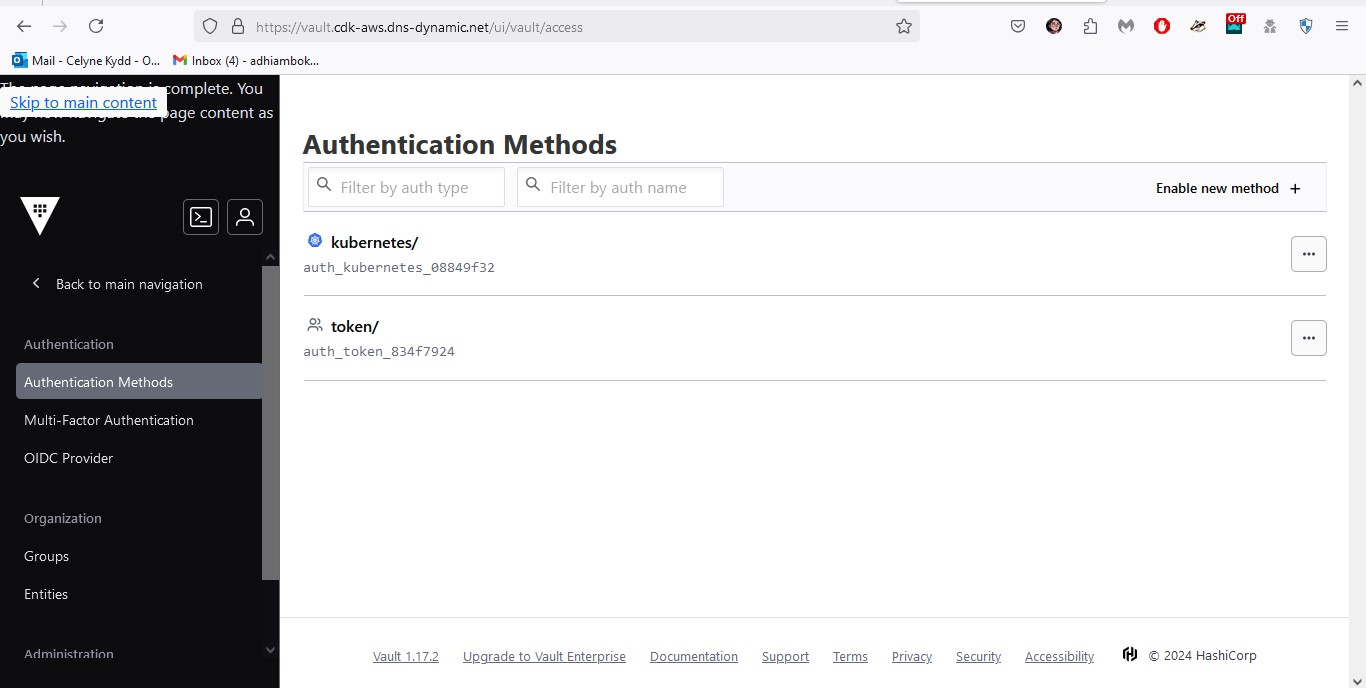 https://vault.cdk-aws.dns-dynamic.net/ui/vault/access
Off
Mail - Celyne Kydd - O...
Inbox (4) - adhiambok...
The page navigation is complete. You
Skip to main content
may now navigate the page content as
you wish.
Back to main navigation
Authentication
Authentication Methods
Multi-Factor Authentication
OIDC Provider
Organization
Groups
Entities
Administration
Authentication Methods
Filter by auth type
Filter by auth name
Enable new method +
kubernetes/
auth_kubernetes_08849f32
token/
auth_token_834f7924
Vault 1.17.2
Upgrade to Vault Enterprise
Documentation
Support
Terms
Privacy
Security
Accessibility
© 2024 HashiCorp